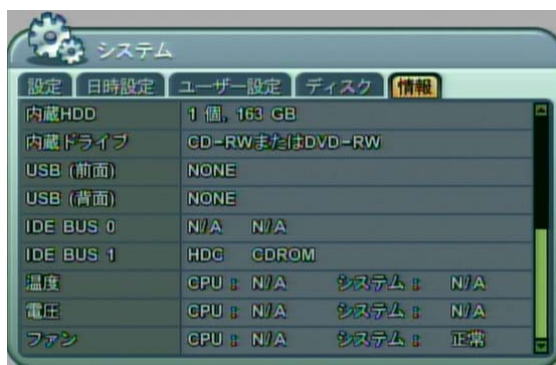 システム
設定 日時設定 ユーザー設定 ディスク 情報
内蔵HDD 1 個, 163 GB
内蔵ドライブ CD-RWまたはDVD-RW
USB (前面) NONE
USB (背面) NONE
IDE BUS 0 N/A N/A
IDE BUS 1 HDC CDROM
温度 CPU : N/A システム : N/A
電圧 CPU : N/A システム : N/A
ファン CPU : N/A システム : 正常